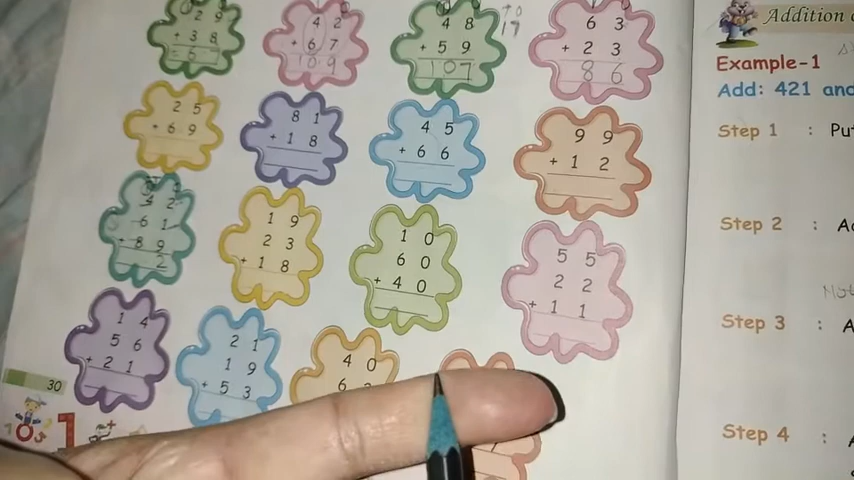 2 9
+ 3 8
6
4 2
+ 6 7
1 0 9
4 8
+ 5 9
1 0 7
6 3
+ 2 3
8 6
2 5
+ 6 9
8 1
+ 1 8
4 5
+ 6 6
9 9
+ 1 2
4 2
6 1
+ 8 9
2
1 9
2 3
+ 1 8
1 0
6 0
+ 4 0
5 5
2 2
+ 1 1
1 4
5 6
+ 2 1
2 1
1 9
+ 5 3
4 0
6
30
Addition
Example-1
Add: 421 and
Step 1 :
Step 2 :
Step 3 :
Step 4 :